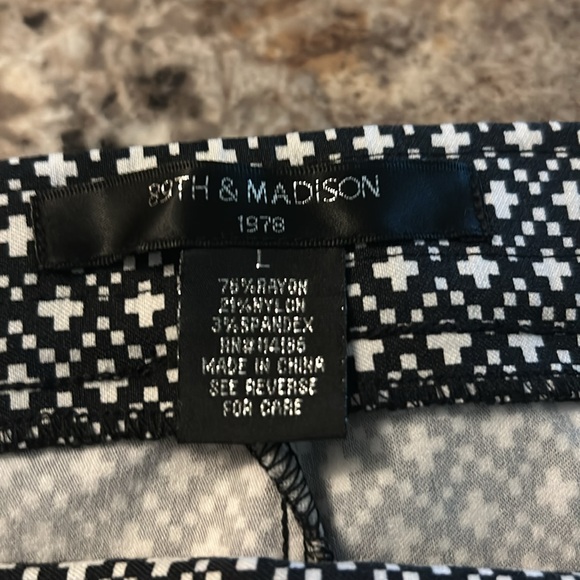 89TH & MADISON
1978
L
76%RAYON
21%NYLON
3%SPANDEX
RN#114186
MADE IN CHINA
SEE REVERSE
FOR CARE